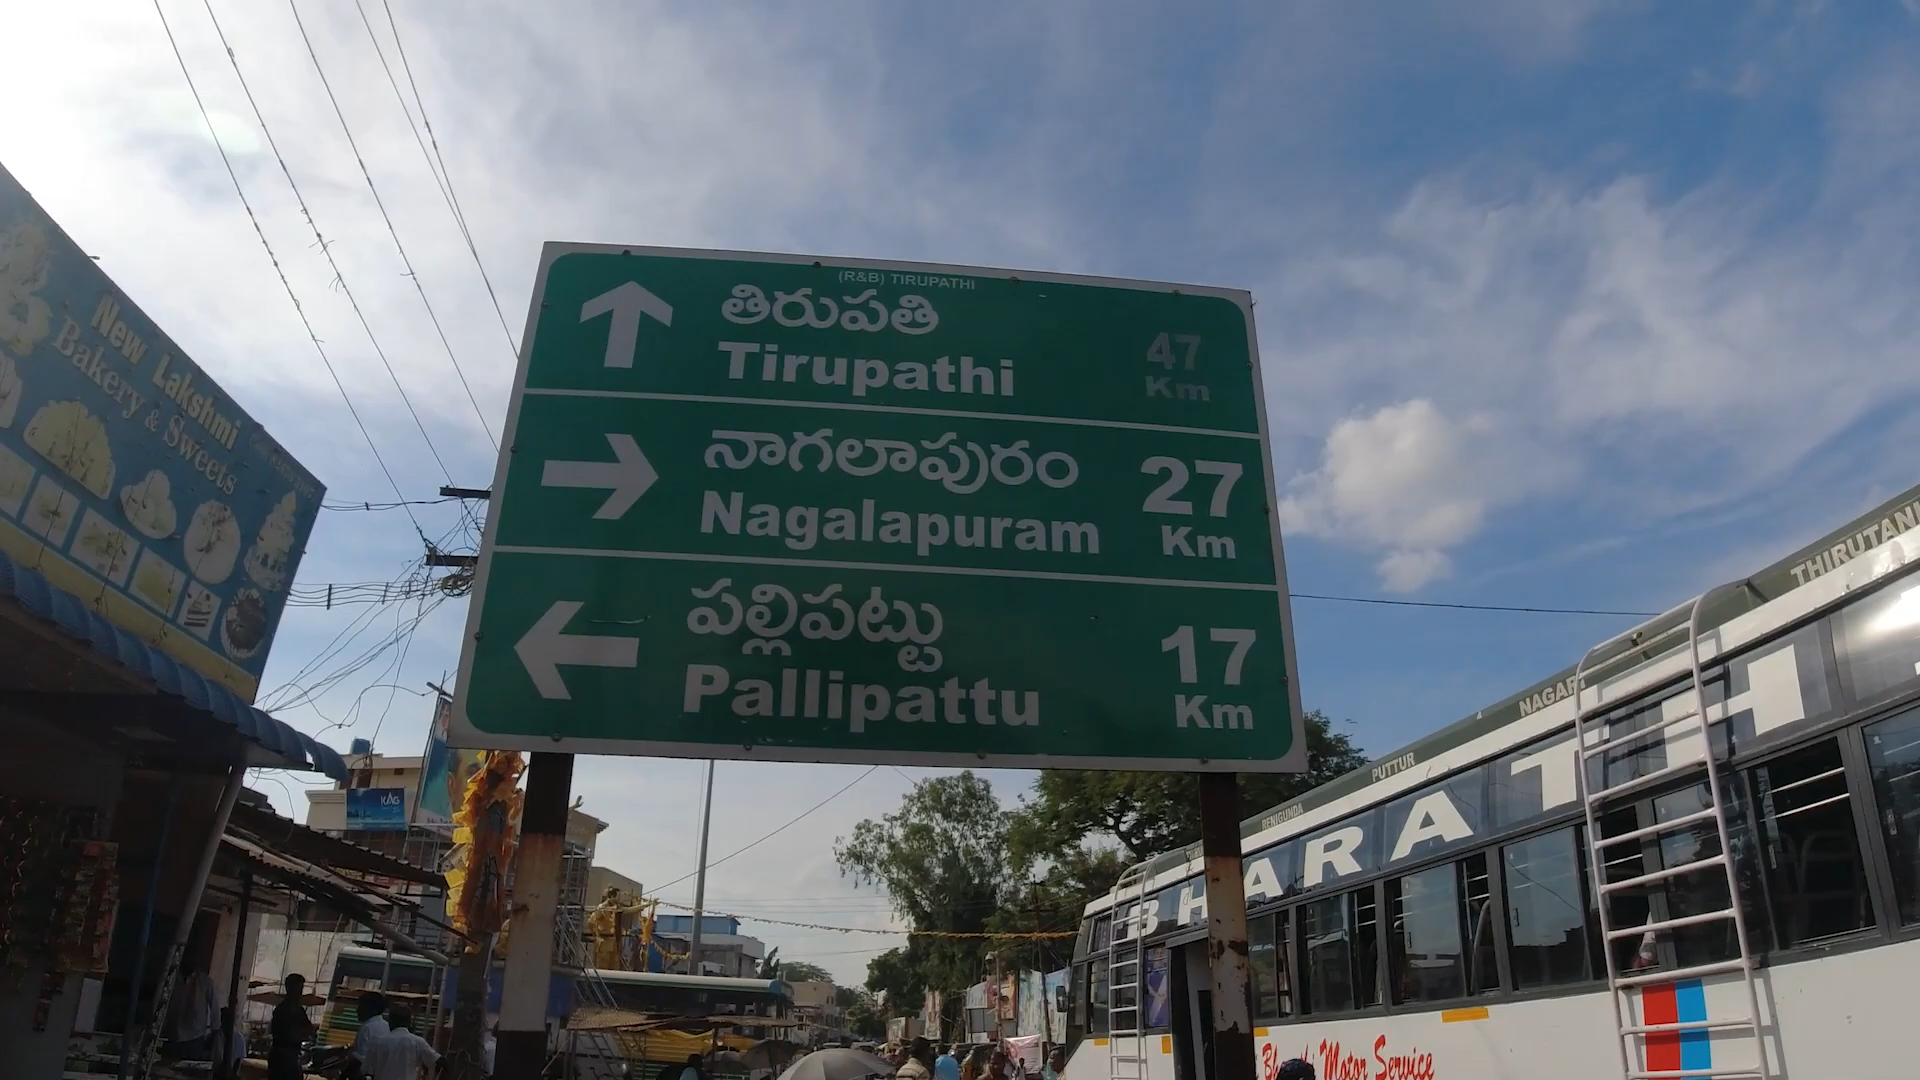 (R&B) TIRUPATHI
తిరుపతి
Tirupathi
47
Km
నాగలాపురం
Nagalapuram
27
Km
పల్లిపట్టు
Pallipattu
17
Km
New Lakshmi
Bakery & Sweets
KAG
THIRUTANI
NAGARI
PUTTUR
RENIGUNDA
BHARATH
Motor Service